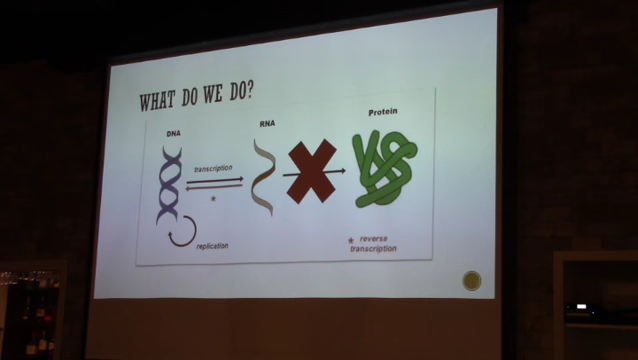 WHAT DO WE DO?
DNA
RNA
Protein
transcription
*
replication
* reverse
transcription